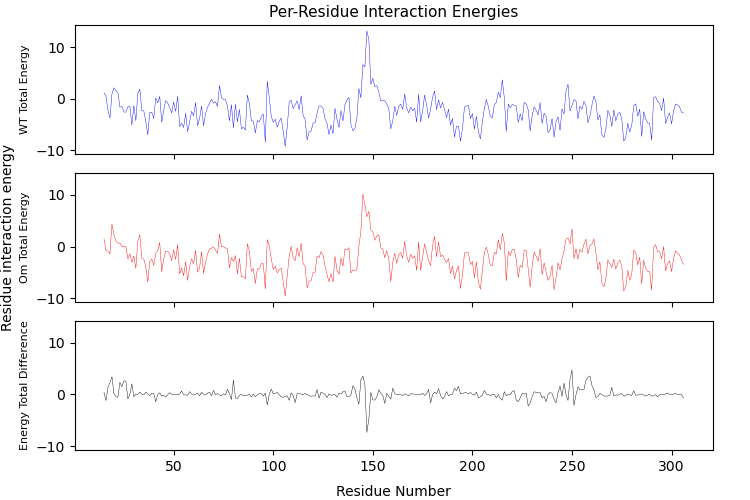 Per-Residue Interaction Energies
Residue interaction energy
WT Total Energy
10
0
−10
Om Total Energy
10
0
−10
Energy Total Difference
10
0
−10
50
100
150
200
250
300
Residue Number